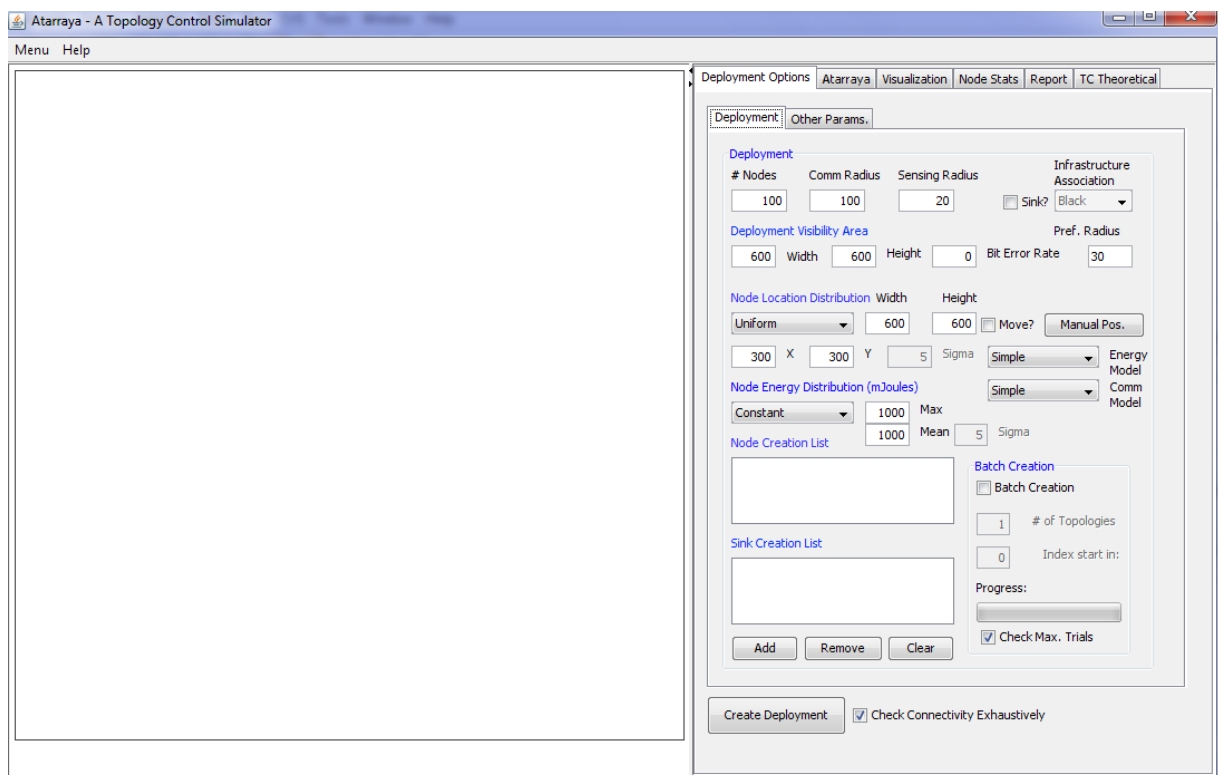 Atarraya - A Topology Control Simulator
Menu Help
Deployment Options Atarraya Visualization Node Stats Report TC Theoretical
Deployment Other Params.
Deployment
Infrastructure
# Nodes Comm Radius Sensing Radius Association
100 100 20 Sink? Black
Deployment Visibility Area Pref. Radius
600 Width 600 Height 0 Bit Error Rate 30
Node Location Distribution Width Height
Uniform 600 600 Move? Manual Pos.
300 X 300 Y 5 Sigma Simple Energy
Model
Node Energy Distribution (mJoules) Simple Comm
Model
Constant 1000 Max
1000 Mean 5 Sigma
Node Creation List
Batch Creation
Batch Creation
1 # of Topologies
Sink Creation List
0 Index start in:
Progress:
Check Max. Trials
Add Remove Clear
Create Deployment Check Connectivity Exhaustively